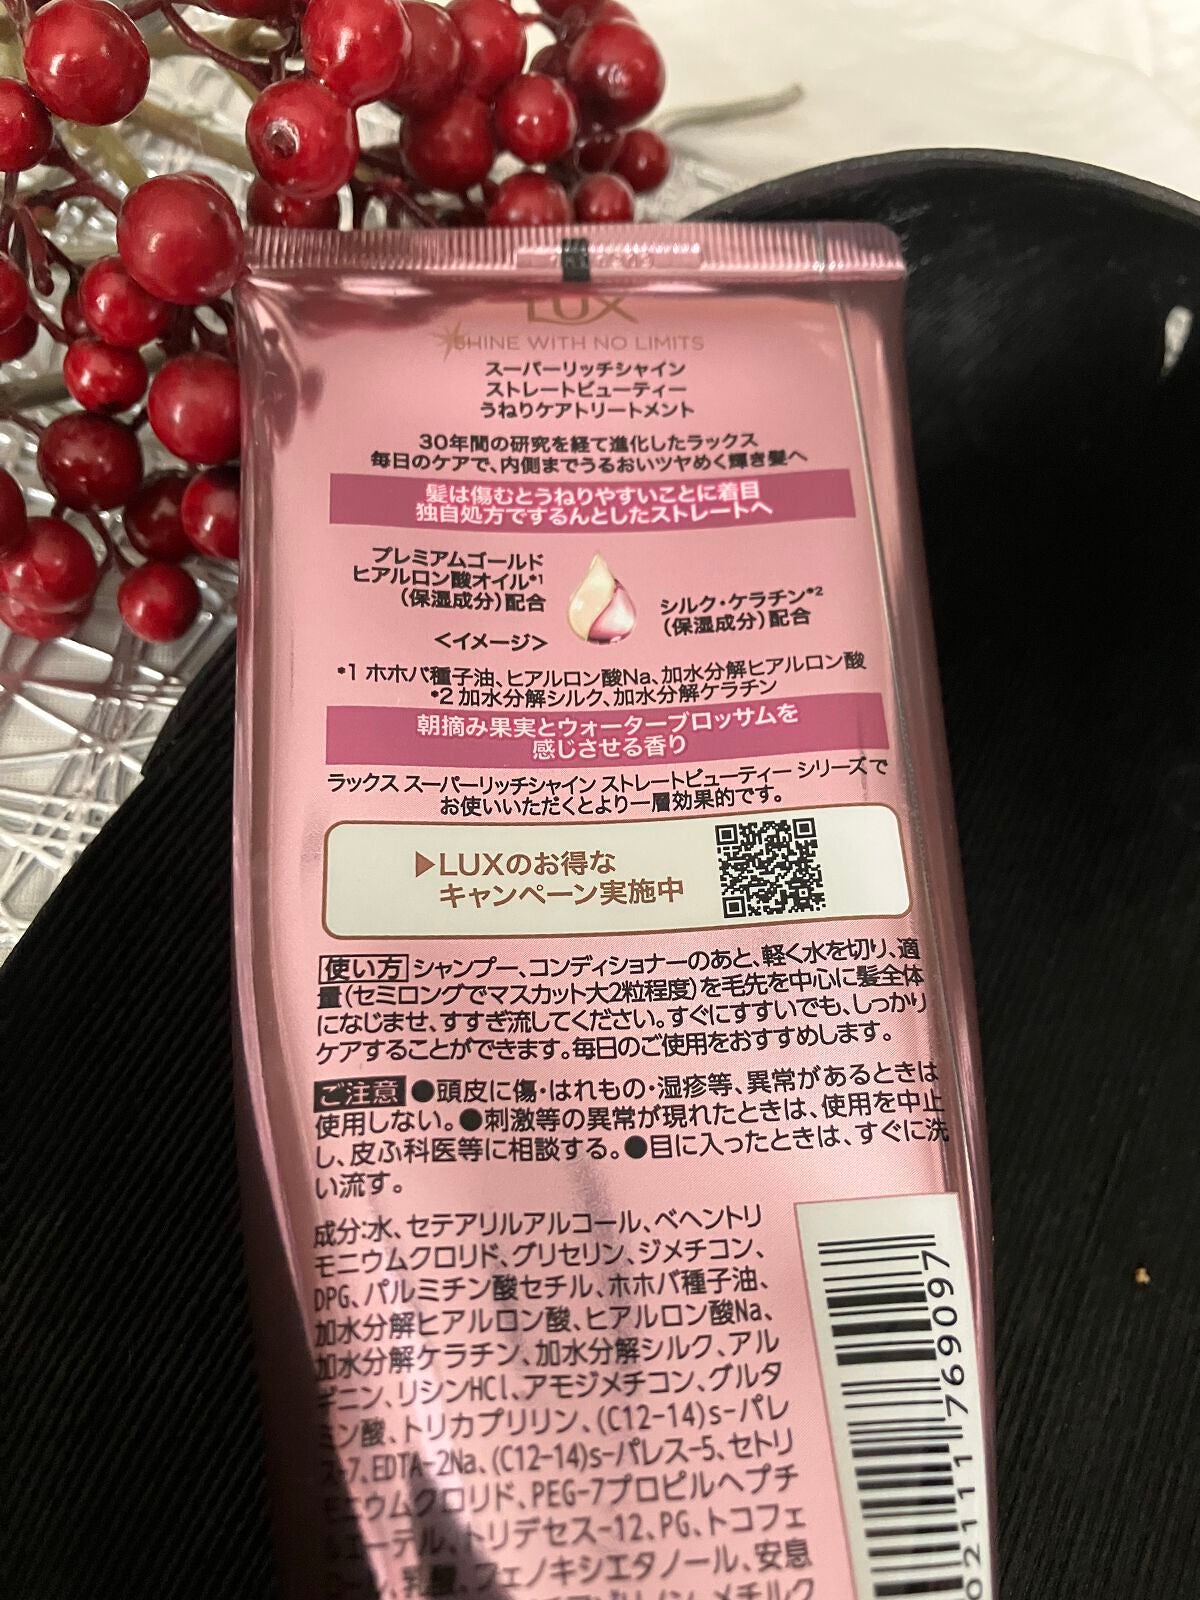 LUX
SHINE WITH NO LIMITS
スーパーリッチシャイン
ストレートビューティー
うねりケアトリートメント
30年間の研究を経て進化したラックス
毎日のケアで、内側までうるおいツヤめく輝き髪へ
髪は傷むとうねりやすいことに着目
独自処方でするんとしたストレートへ
プレミアムゴールド
ヒアルロン酸オイル*1
(保湿成分)配合
シルク・ケラチン*2
(保湿成分)配合
<イメージ>
*1 ホホバ種子油、ヒアルロン酸Na、加水分解ヒアルロン酸
*2 加水分解シルク、加水分解ケラチン
朝摘み果実とウォーターブロッサムを
感じさせる香り
ラックス スーパーリッチシャイン ストレートビューティー シリーズで
お使いいただくとより一層効果的です。
▶LUXのお得な
キャンペーン実施中
使い方 シャンプー、コンディショナーのあと、軽く水を切り、適
量(セミロングでマスカット大2粒程度)を毛先を中心に髪全体
になじませ、すすぎ流してください。すぐにすすいでも、しっかり
ケアすることができます。毎日のご使用をおすすめします。
ご注意 ●頭皮に傷・はれもの・湿疹等、異常があるときは
使用しない。●刺激等の異常が現れたときは、使用を中止
し、皮ふ科医等に相談する。●目に入ったときは、すぐに洗
い流す。
成分:水、セテアリルアルコール、ベヘントリ
モニウムクロリド、グリセリン、ジメチコン、
DPG、パルミチン酸セチル、ホホバ種子油、
加水分解ヒアルロン酸、ヒアルロン酸Na、
加水分解ケラチン、加水分解シルク、アル
ギニン、リシンHCl、アモジメチコン、グルタ
ミン酸、トリカプリリン、(C12-14)s-パレ
ス-7、EDTA-2Na、(C12-14)s-パレス-5、セトリ
モニウムクロリド、PEG-7プロピルヘプチ
ルエーテル、トリデセス-12、PG、トコフェ
、乳酸、フェノキシエタノール、安息
メチルク
02111 766097